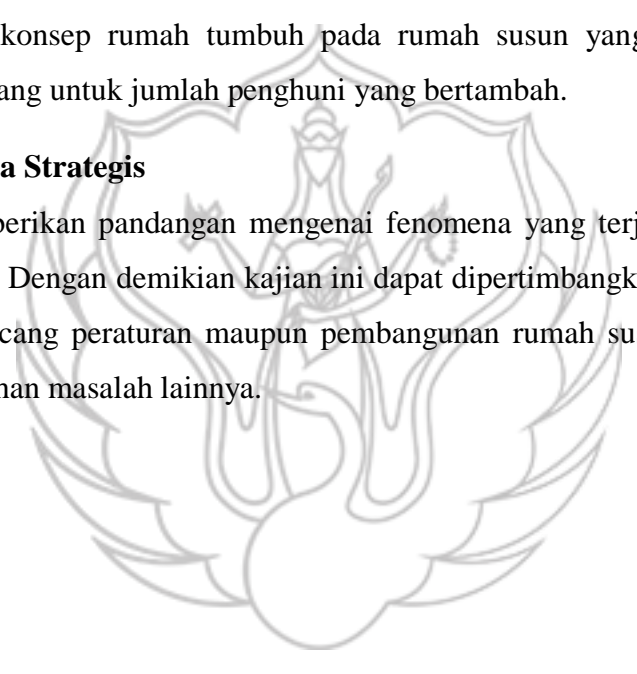 konsep rumah tumbuh pada rumah susun yang
ang untuk jumlah penghuni yang bertambah.
a Strategis
berikan pandangan mengenai fenomena yang terj
Dengan demikian kajian ini dapat dipertimbangk
cang peraturan maupun pembangunan rumah su
han masalah lainnya.